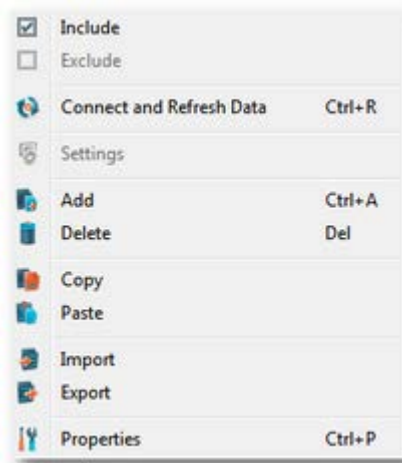 Include
Exclude
Connect and Refresh Data Ctrl+R
Settings
Add Ctrl+A
Delete Del
Copy
Paste
Import
Export
Properties Ctrl+P